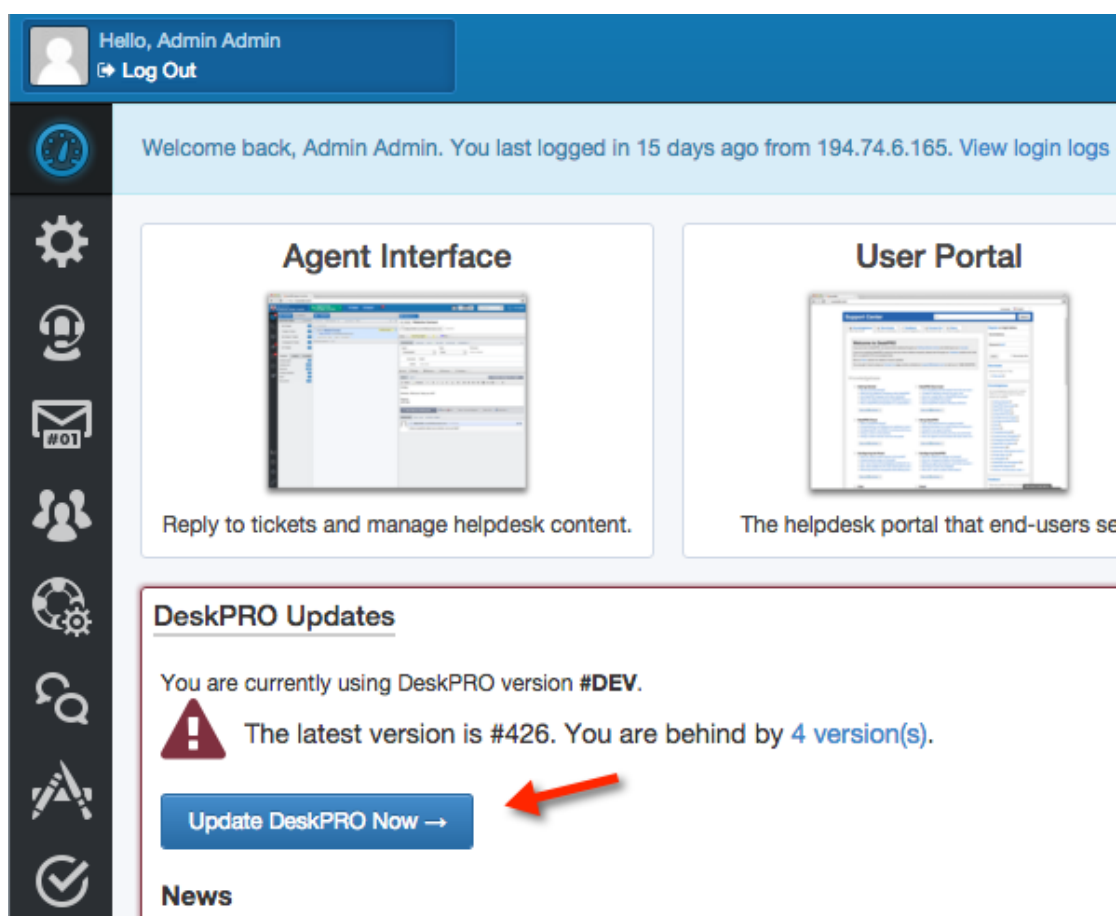 Hello, Admin Admin
Log Out
Welcome back, Admin Admin. You last logged in 15 days ago from 194.74.6.165. View login logs
Agent Interface
User Portal
Support Center
Reply to tickets and manage helpdesk content.
The helpdesk portal that end-users se
#01
DeskPRO Updates
You are currently using DeskPRO version #DEV.
The latest version is #426. You are behind by 4 version(s).
Update DeskPRO Now →
News